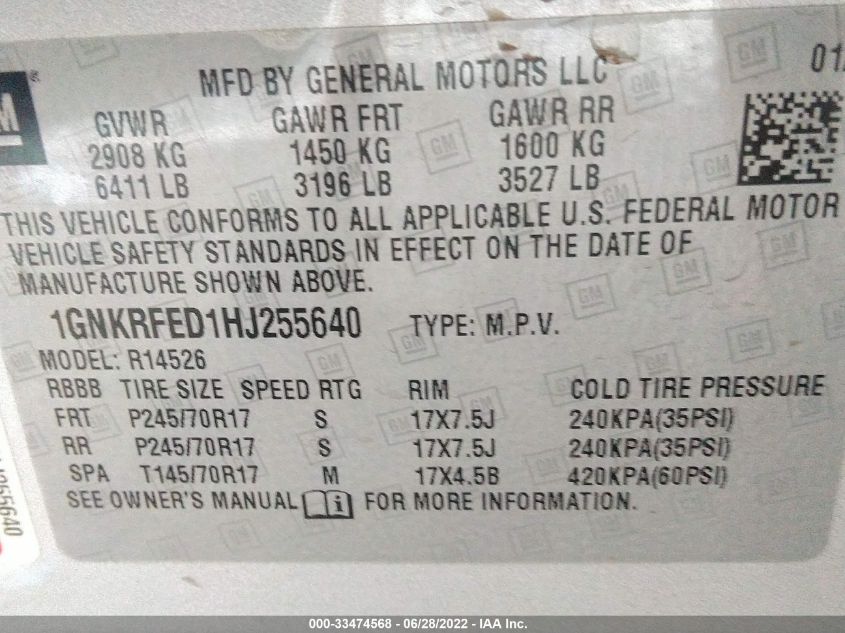 MFD BY GENERAL MOTORS LLC 01
GVWR GAWR FRT GAWR RR
2908 KG 1450 KG 1600 KG
6411 LB 3196 LB 3527 LB
THIS VEHICLE CONFORMS TO ALL APPLICABLE U.S. FEDERAL MOTOR
VEHICLE SAFETY STANDARDS IN EFFECT ON THE DATE OF
MANUFACTURE SHOWN ABOVE.
1GNKRFED1HJ255640 TYPE: M.P.V.
MODEL: R14526
RBBB TIRE SIZE SPEED RTG RIM COLD TIRE PRESSURE
FRT P245/70R17 S 17X7.5J 240KPA(35PSI)
RR P245/70R17 S 17X7.5J 240KPA(35PSI)
SPA T145/70R17 M 17X4.5B 420KPA(60PSI)
SEE OWNER'S MANUAL i FOR MORE INFORMATION.
000-33474568 - 06/28/2022 - IAA Inc.